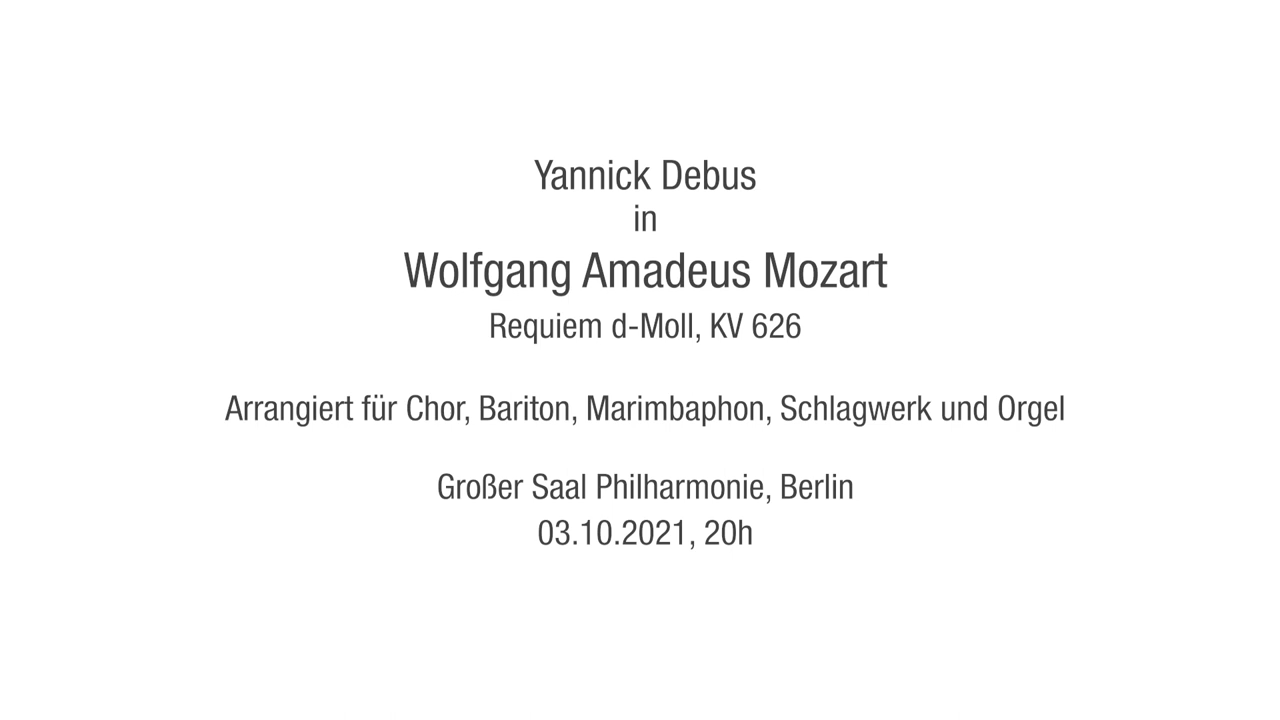 Yannick Debus
in
Wolfgang Amadeus Mozart
Requiem d-Moll, KV 626
Arrangiert für Chor, Bariton, Marimbaphon, Schlagwerk und Orgel
Großer Saal Philharmonie, Berlin
03.10.2021, 20h